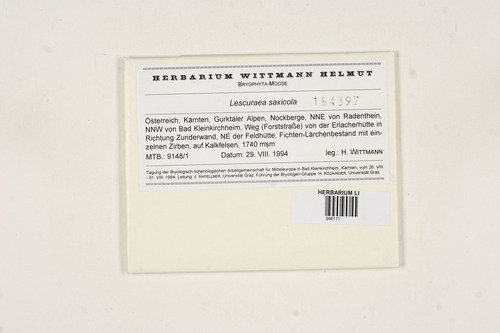 HERBARIUM WITTMANN HELMUT
BRYOPHYTA-MOOSE
Lescuraea saxicola 184397
Österreich, Kärnten, Gurktaler Alpen, Nockberge, NNE von Radenthein,
NNW von Bad Kleinkirchheim, Weg (Forststraße) von der Erlacherhütte in
Richtung Zunderwand, NE der Feldhütte, Fichten-Lärchenbestand mit ein-
zelnen Zirben, auf Kalkfelsen, 1740 msm
MTB.: 9148/1 Datum: 29. VIII. 1994 leg.: H. WITTMANN
Tagung der Bryologisch-lichenologischen Arbeitsgemeinschaft für Mitteleuropa in Bad Kleinkirchheim, Kärnten, vom 28. VIII.
- 31. VIII. 1994; Leitung: J. HAFELLNER, Universität Graz. Führung der Bryologen-Gruppe: H. KÖCKINGER, Universität Graz.
HERBARIUM LI
948111